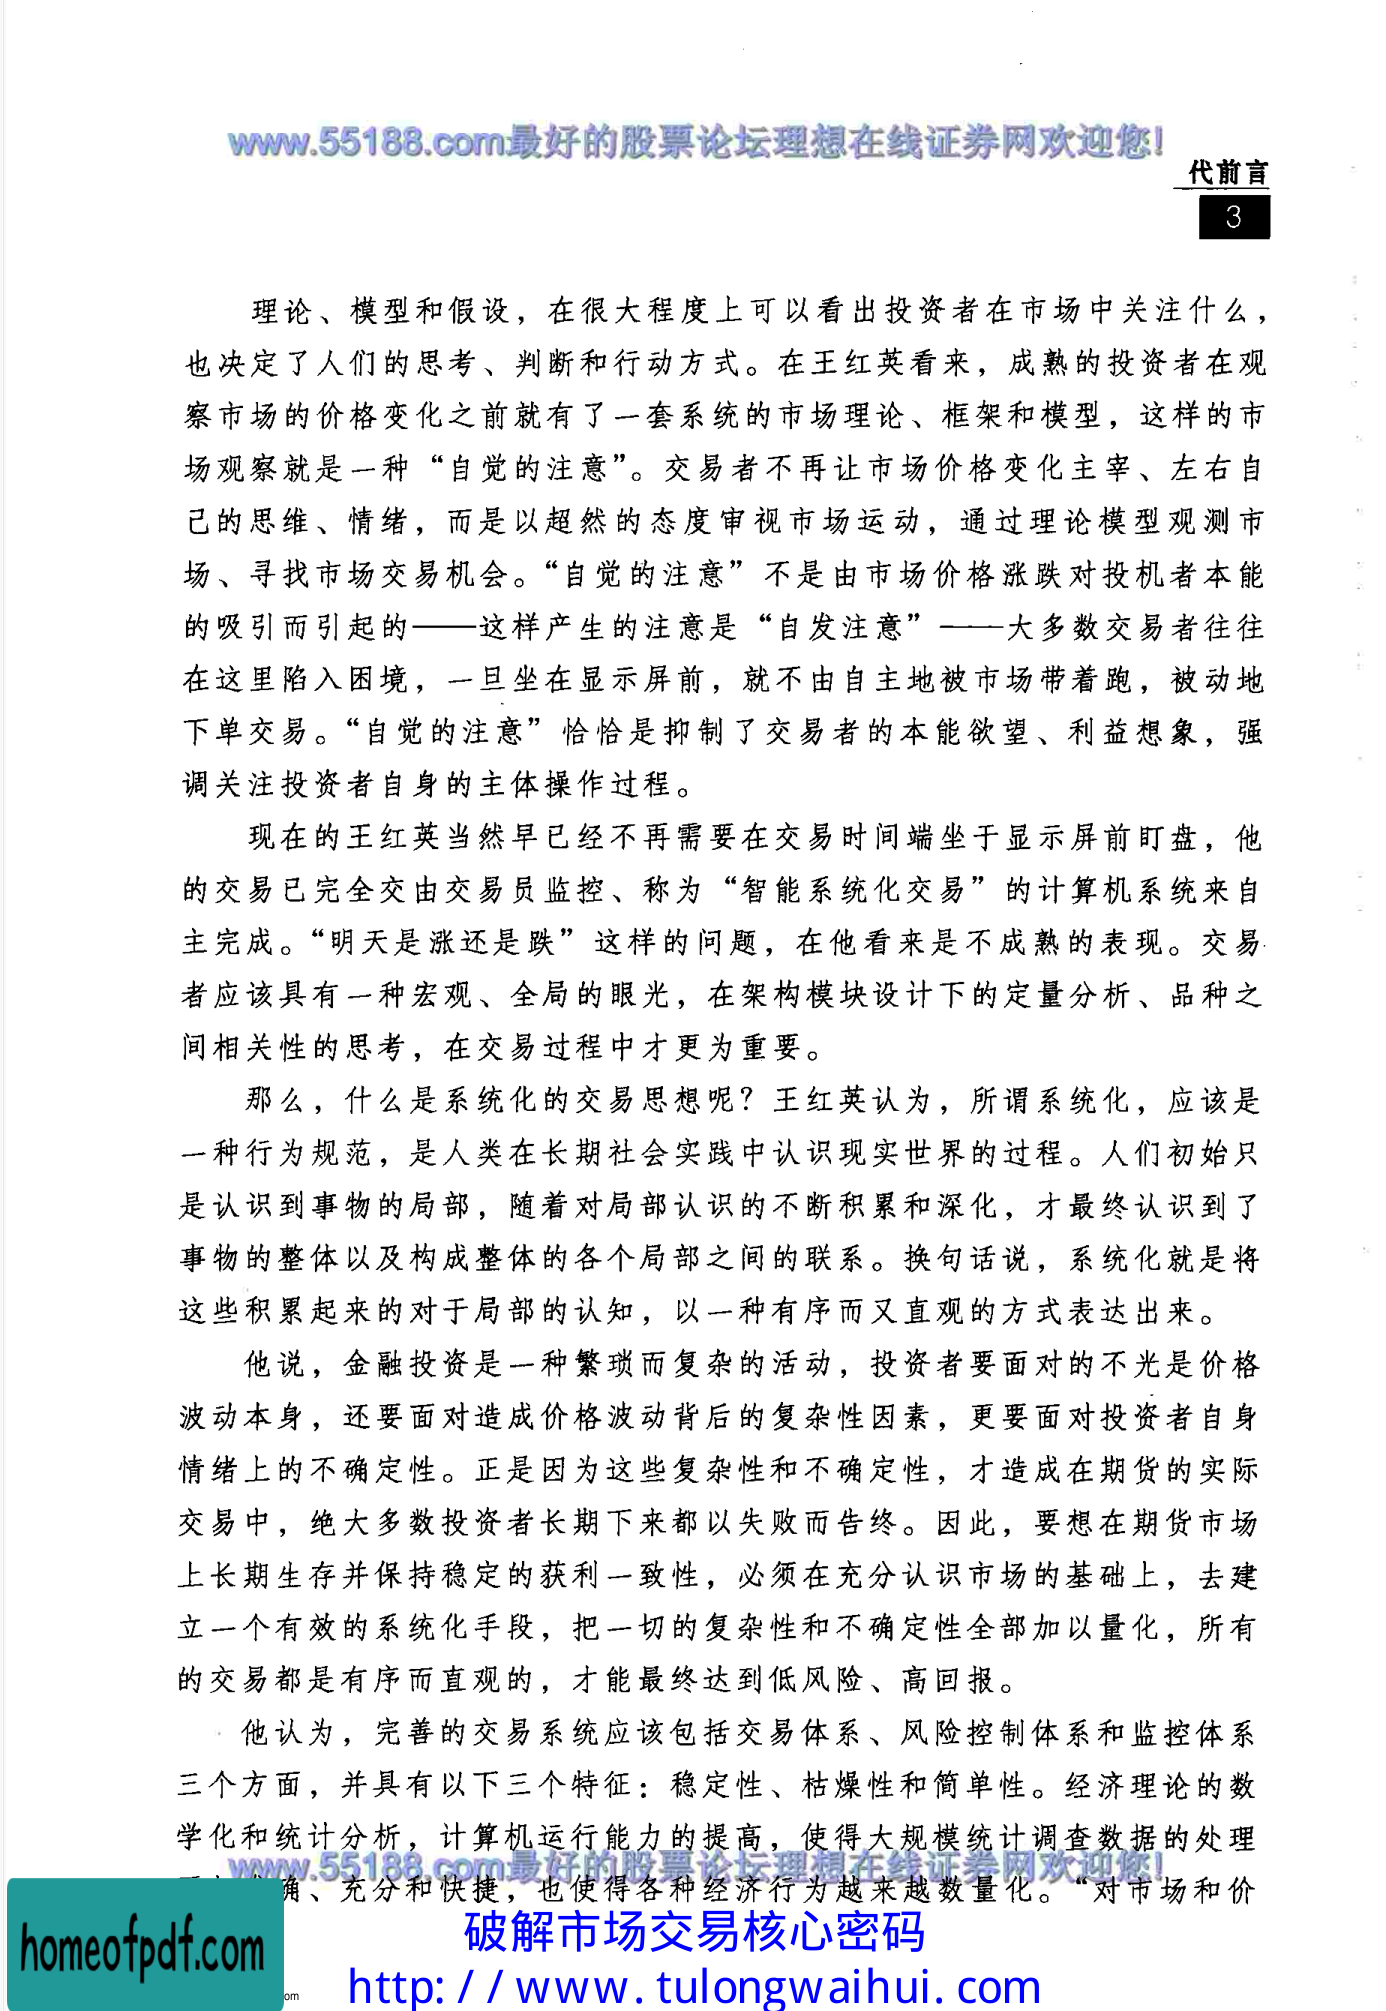 www.55188.com最好的股票论坛理想在线证券网欢迎您!
代前言
3
理论、模型和假设，在很大程度上可以看出投资者在市场中关注什么，
也决定了人们的思考、判断和行动方式。在王红英看来，成熟的投资者在观
察市场的价格变化之前就有了一套系统的市场理论、框架和模型，这样的市
场观察就是一种“自觉的注意”。交易者不再让市场价格变化主宰、左右自
己的思维、情绪，而是以超然的态度审视市场运动，通过理论模型观测市
场、寻找市场交易机会。“自觉的注意”不是由市场价格涨跌对投机者本能
的吸引而引起的——这样产生的注意是“自发注意”——大多数交易者往往
在这里陷入困境，一旦坐在显示屏前，就不由自主地被市场带着跑，被动地
下单交易。“自觉的注意”恰恰是抑制了交易者的本能欲望、利益想象，强
调关注投资者自身的主体操作过程。
现在的王红英当然早已经不再需要在交易时间端坐于显示屏前盯盘，他
的交易已完全交由交易员监控、称为“智能系统化交易”的计算机系统来自
主完成。“明天是涨还是跌”这样的问题，在他看来是不成熟的表现。交易
者应该具有一种宏观、全局的眼光，在架构模块设计下的定量分析、品种之
间相关性的思考，在交易过程中才更为重要。
那么，什么是系统化的交易思想呢？王红英认为，所谓系统化，应该是
一种行为规范，是人类在长期社会实践中认识现实世界的过程。人们初始只
是认识到事物的局部，随着对局部认识的不断积累和深化，才最终认识到了
事物的整体以及构成整体的各个局部之间的联系。换句话说，系统化就是将
这些积累起来的对于局部的认知，以一种有序而又直观的方式表达出来。
他说，金融投资是一种繁琐而复杂的活动，投资者要面对的不光是价格
波动本身，还要面对造成价格波动背后的复杂性因素，更要面对投资者自身
情绪上的不确定性。正是因为这些复杂性和不确定性，才造成在期货的实际
交易中，绝大多数投资者长期下来都以失败而告终。因此，要想在期货市场
上长期生存并保持稳定的获利一致性，必须在充分认识市场的基础上，去建
立一个有效的系统化手段，把一切的复杂性和不确定性全部加以量化，所有
的交易都是有序而直观的，才能最终达到低风险、高回报。
他认为，完善的交易系统应该包括交易体系、风险控制体系和监控体系
三个方面，并具有以下三个特征：稳定性、枯燥性和简单性。经济理论的数
学化和统计分析，计算机运行能力的提高，使得大规模统计调查数据的处理
www.55188.com最好的股票论坛理想在线证券网欢迎您!
确、充分和快捷，也使得各种经济行为越来越数量化。“对市场和价
破解市场交易核心密码
homeofpdf.com
om
http://www.tulongwaihui.com